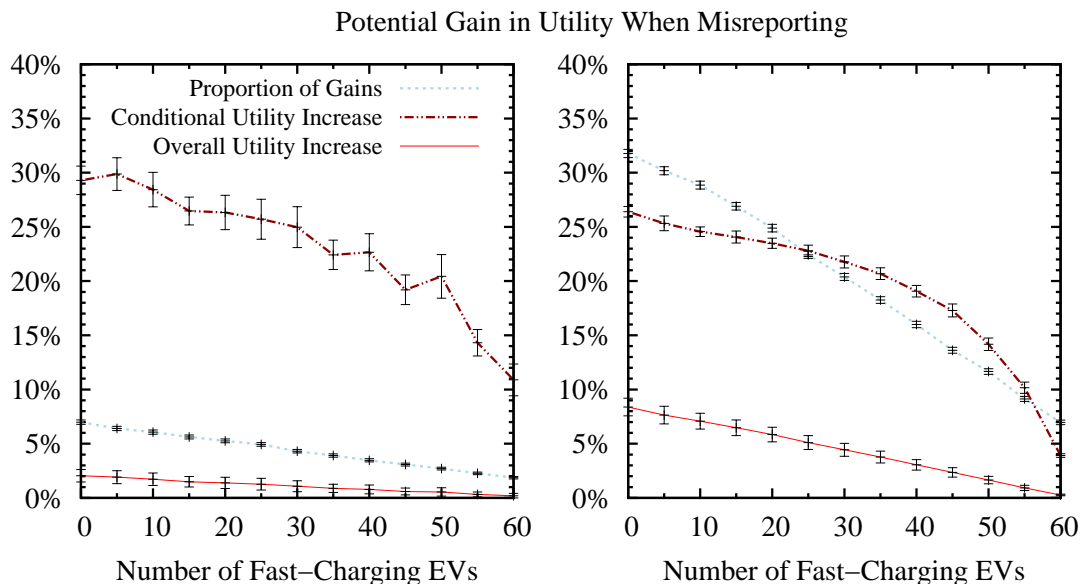 Potential Gain in Utility When Misreporting
40%
35%
30%
25%
20%
15%
10%
5%
0%
Proportion of Gains
Conditional Utility Increase
Overall Utility Increase
0 10 20 30 40 50 60
Number of Fast−Charging EVs
40%
35%
30%
25%
20%
15%
10%
5%
0%
0 10 20 30 40 50 60
Number of Fast−Charging EVs